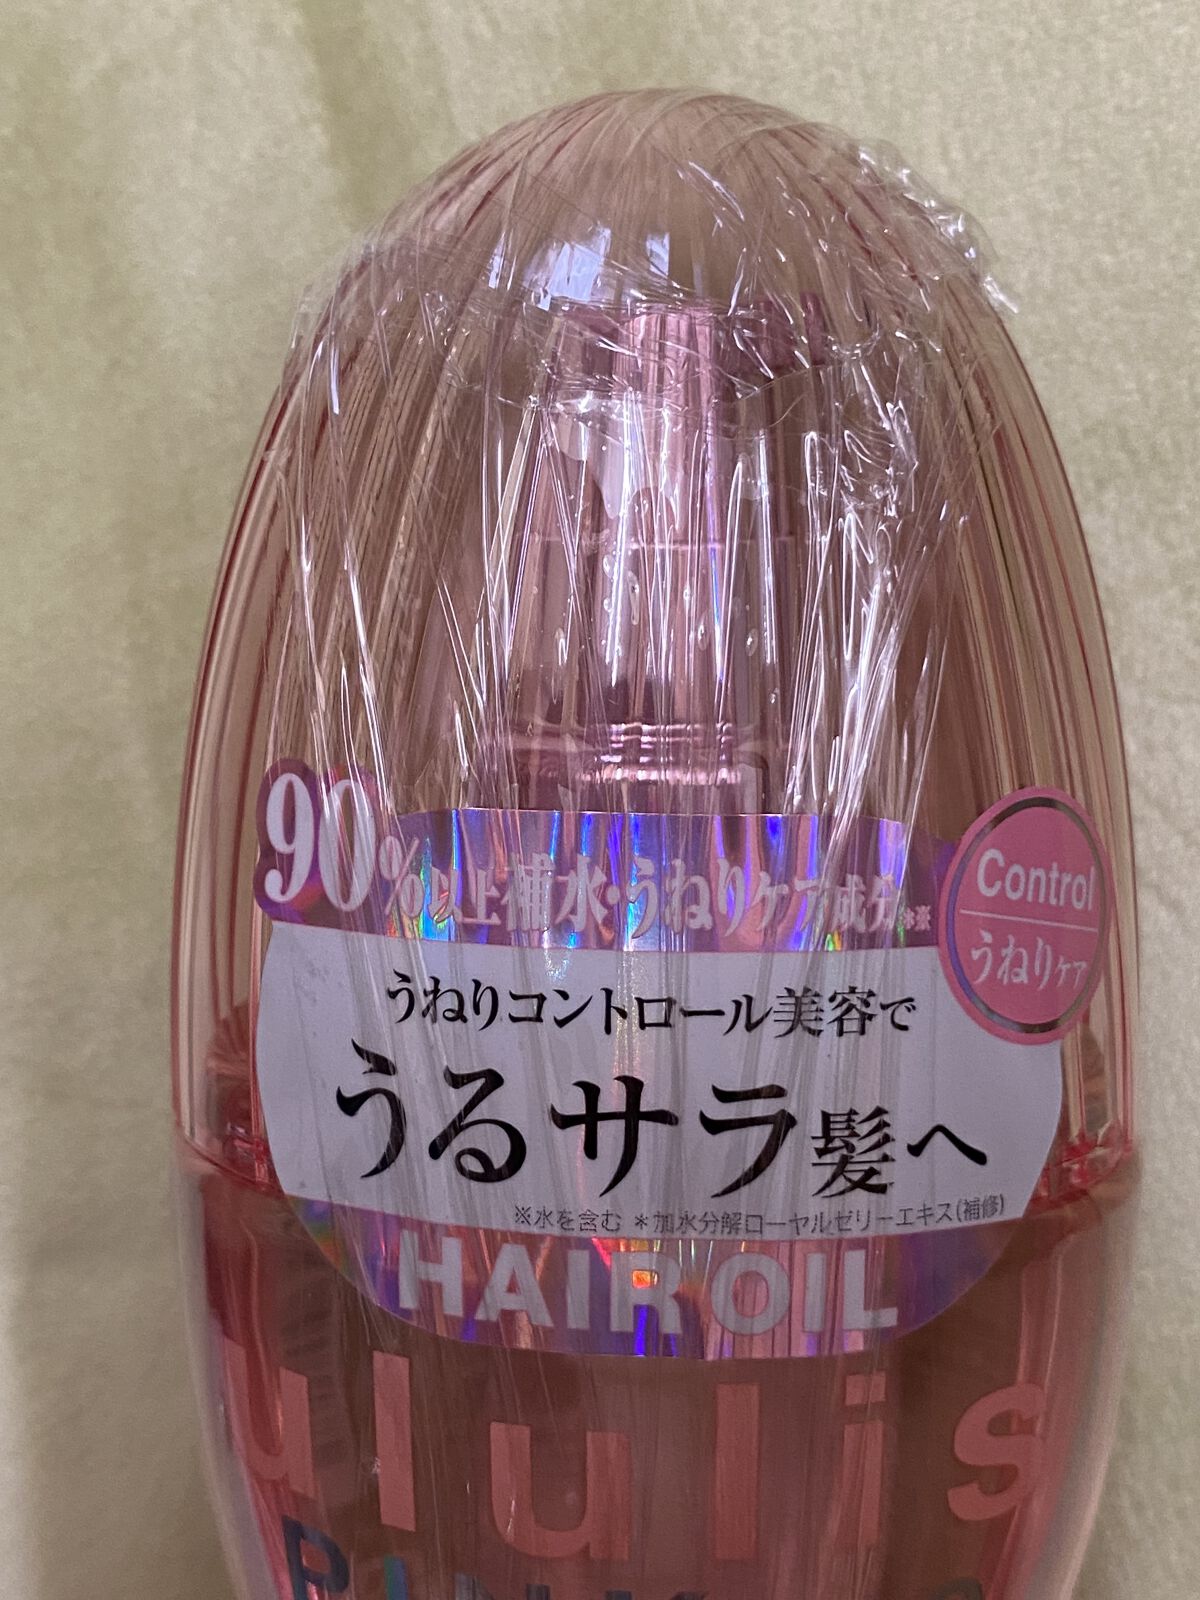 90%以上補水・うねりケア成分*※
Control
うねりケア
うねりコントロール美容で
うるサラ髪へ
※水を含む *加水分解ローヤルゼリーエキス(補修)
HAIR OIL
ululis
PINK